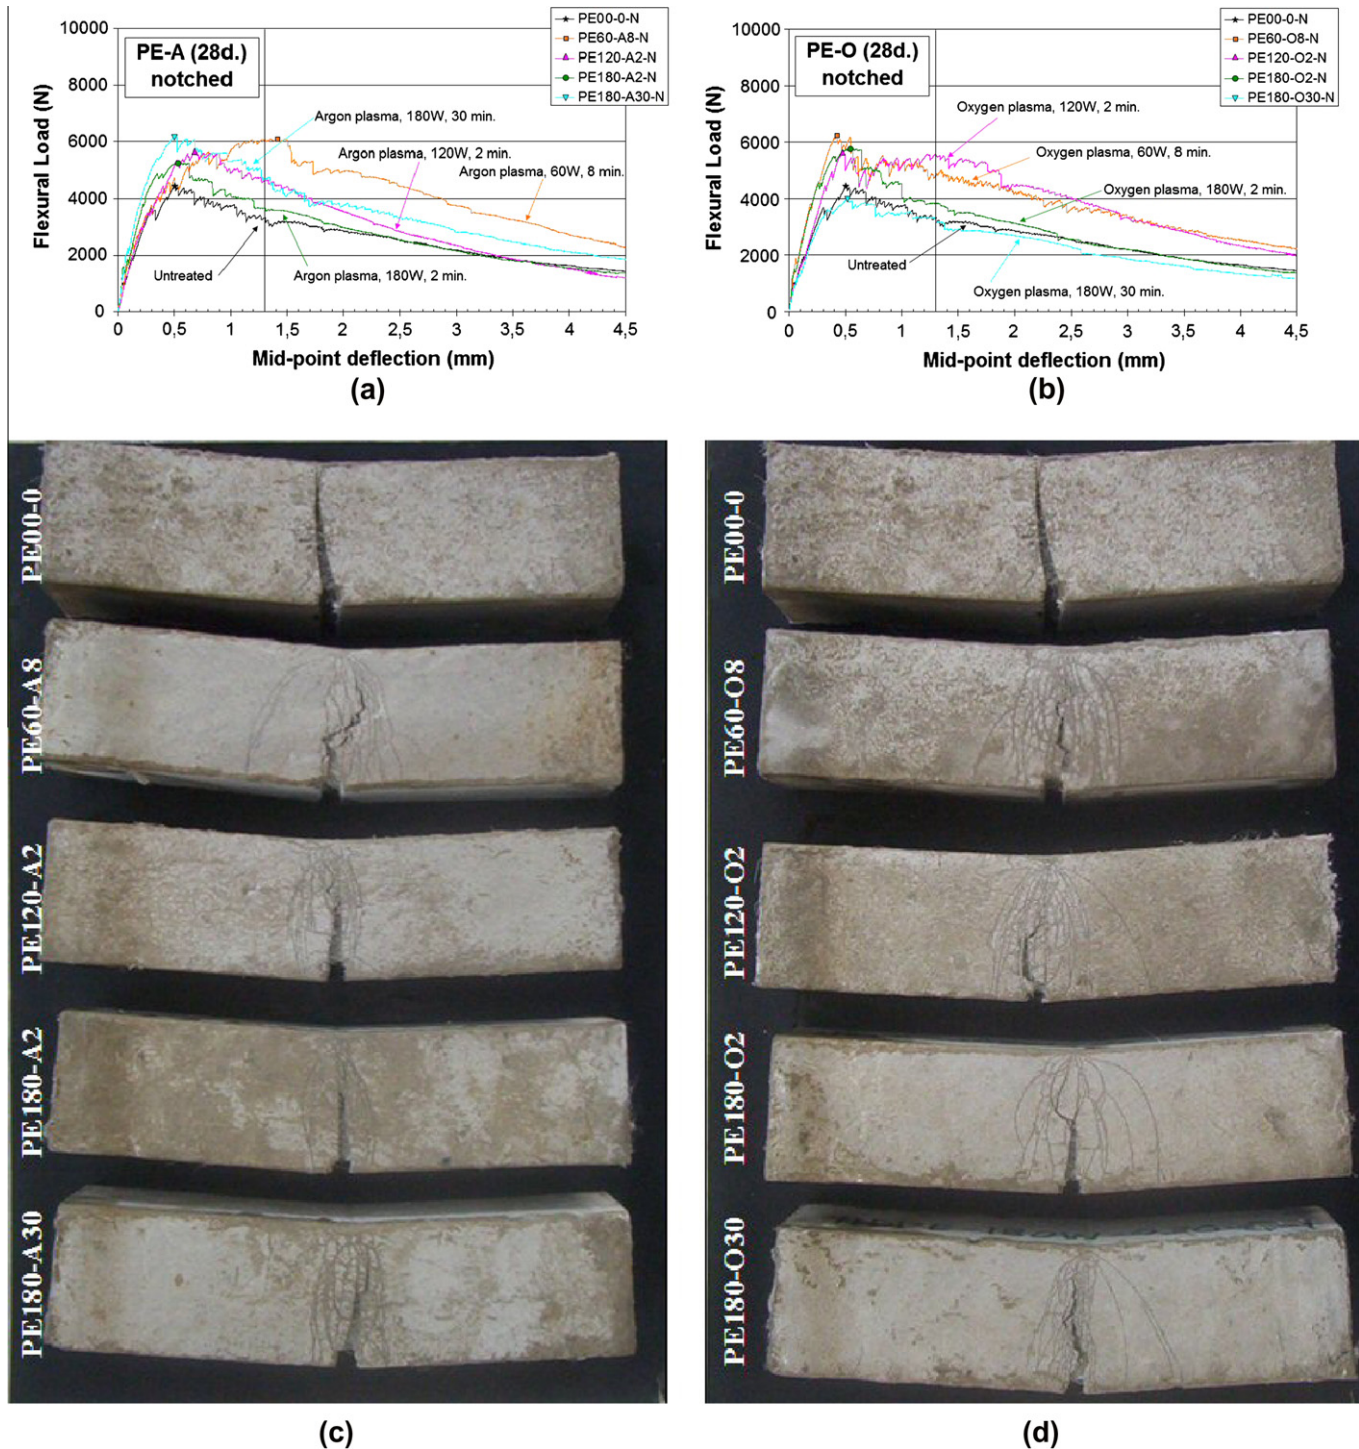 10000
8000
6000
4000
2000
0
Flexural Load (N)
PE-A (28d.)
notched
PE00-0-N
PE60-A8-N
PE120-A2-N
PE180-A2-N
PE180-A30-N
Argon plasma, 180W, 30 min.
Argon plasma, 120W, 2 min.
Argon plasma, 60W, 8 min.
Untreated
Argon plasma, 180W, 2 min.
0 0,5 1 1,5 2 2,5 3 3,5 4 4,5
Mid-point deflection (mm)
(a)
10000
8000
6000
4000
2000
0
Flexural Load (N)
PE-O (28d.)
notched
PE00-0-N
PE60-O8-N
PE120-O2-N
PE180-O2-N
PE180-O30-N
Oxygen plasma, 120W, 2 min.
Oxygen plasma, 60W, 8 min.
Oxygen plasma, 180W, 2 min.
Untreated
Oxygen plasma, 180W, 30 min.
0 0,5 1 1,5 2 2,5 3 3,5 4 4,5
Mid-point deflection (mm)
(b)
PE00-0
PE60-A8
PE120-A2
PE180-A2
PE180-A30
(c)
PE00-0
PE60-O8
PE120-O2
PE180-O2
PE180-O30
(d)